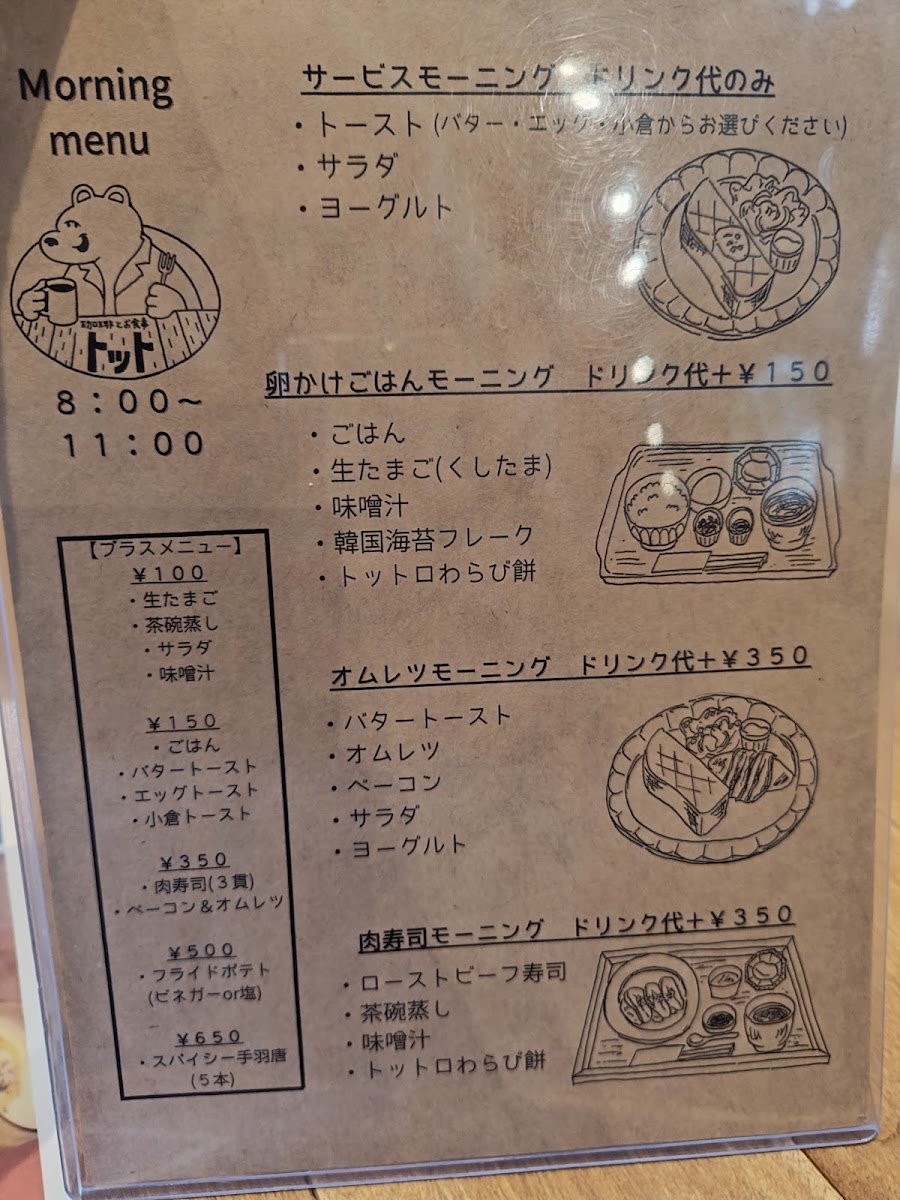 Morning
menu
珈琲とお食事
トット
8：00～
11：00
サービスモーニング　ドリンク代のみ
・トースト(バター・エッグ・小倉からお選びください)
・サラダ
・ヨーグルト
卵かけごはんモーニング　ドリンク代＋￥150
・ごはん
・生たまご(くしたま)
・味噌汁
・韓国海苔フレーク
・トットロわらび餅
オムレツモーニング　ドリンク代＋￥350
・バタートースト
・オムレツ
・ベーコン
・サラダ
・ヨーグルト
肉寿司モーニング　ドリンク代＋￥350
・ローストビーフ寿司
・茶碗蒸し
・味噌汁
・トットロわらび餅
【プラスメニュー】
￥100
・生たまご
・茶碗蒸し
・サラダ
・味噌汁
￥150
・ごはん
・バタートースト
・エッグトースト
・小倉トースト
￥350
・肉寿司(３貫)
・ベーコン＆オムレツ
￥500
・フライドポテト
(ビネガーor塩)
￥650
・スパイシー手羽唐
(５本)